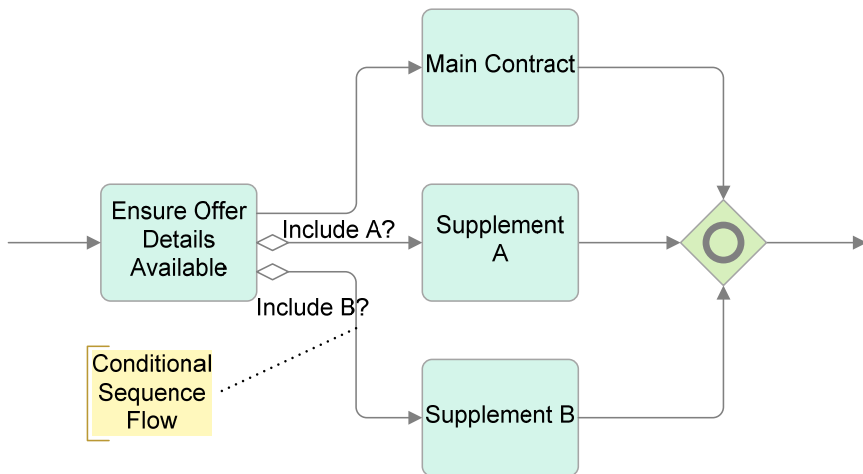 Main Contract
Ensure Offer
Details
Available
Include A?
Supplement
A
Include B?
Conditional
Sequence
Flow
Supplement B